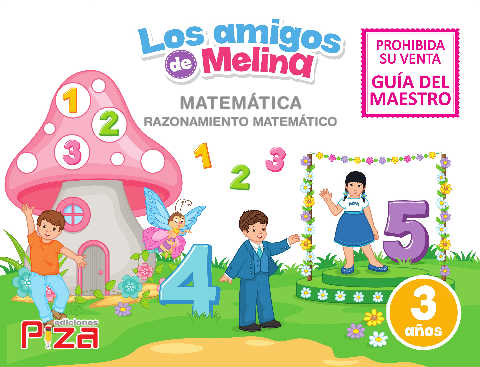 Los amigos
de Melina
PROHIBIDA
SU VENTA
GUÍA DEL
MAESTRO
MATEMÁTICA
RAZONAMIENTO MATEMÁTICO
1
2
3
1
2
3
4
5
ediciones
PIZA
3
años